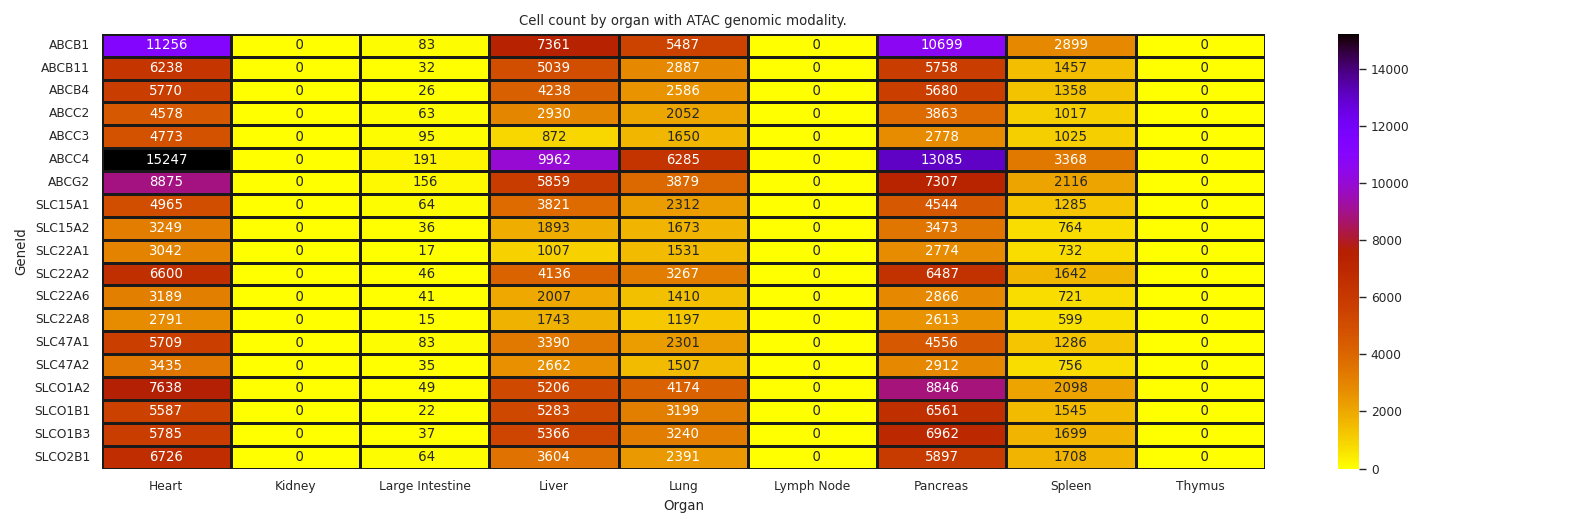 Cell count by organ with ATAC genomic modality.
GeneId
ABCB1 11256 0 83 7361 5487 0 10699 2899 0
ABCB11 6238 0 32 5039 2887 0 5758 1457 0
ABCB4 5770 0 26 4238 2586 0 5680 1358 0
ABCC2 4578 0 63 2930 2052 0 3863 1017 0
ABCC3 4773 0 95 872 1650 0 2778 1025 0
ABCC4 15247 0 191 9962 6285 0 13085 3368 0
ABCG2 8875 0 156 5859 3879 0 7307 2116 0
SLC15A1 4965 0 64 3821 2312 0 4544 1285 0
SLC15A2 3249 0 36 1893 1673 0 3473 764 0
SLC22A1 3042 0 17 1007 1531 0 2774 732 0
SLC22A2 6600 0 46 4136 3267 0 6487 1642 0
SLC22A6 3189 0 41 2007 1410 0 2866 721 0
SLC22A8 2791 0 15 1743 1197 0 2613 599 0
SLC47A1 5709 0 83 3390 2301 0 4556 1286 0
SLC47A2 3435 0 35 2662 1507 0 2912 756 0
SLCO1A2 7638 0 49 5206 4174 0 8846 2098 0
SLCO1B1 5587 0 22 5283 3199 0 6561 1545 0
SLCO1B3 5785 0 37 5366 3240 0 6962 1699 0
SLCO2B1 6726 0 64 3604 2391 0 5897 1708 0
Heart Kidney Large Intestine Liver Lung Lymph Node Pancreas Spleen Thymus
Organ
14000
12000
10000
8000
6000
4000
2000
0